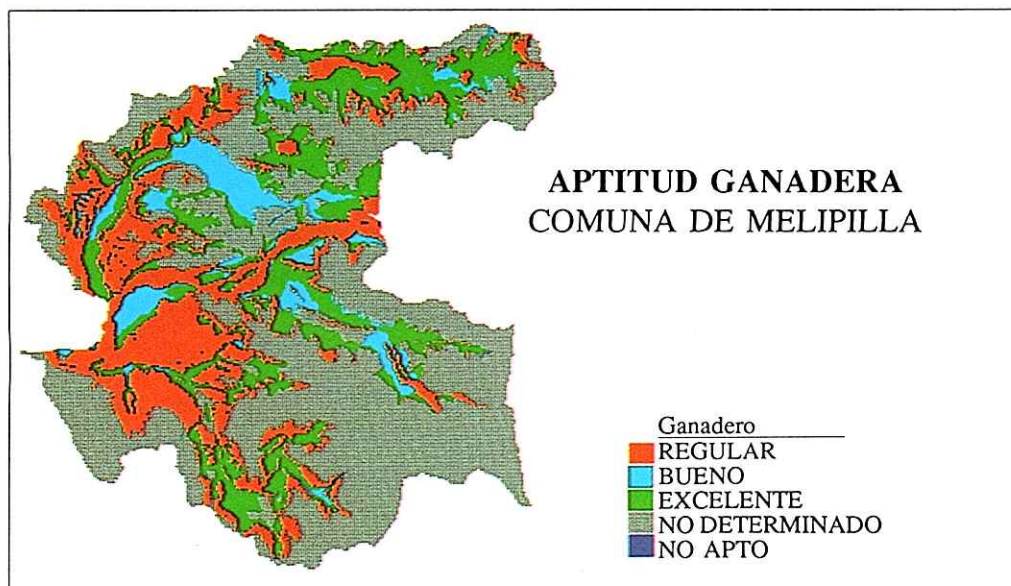 APTITUD GANADERA
COMUNA DE MELIPILLA
Ganadero
REGULAR
BUENO
EXCELENTE
NO DETERMINADO
NO APTO